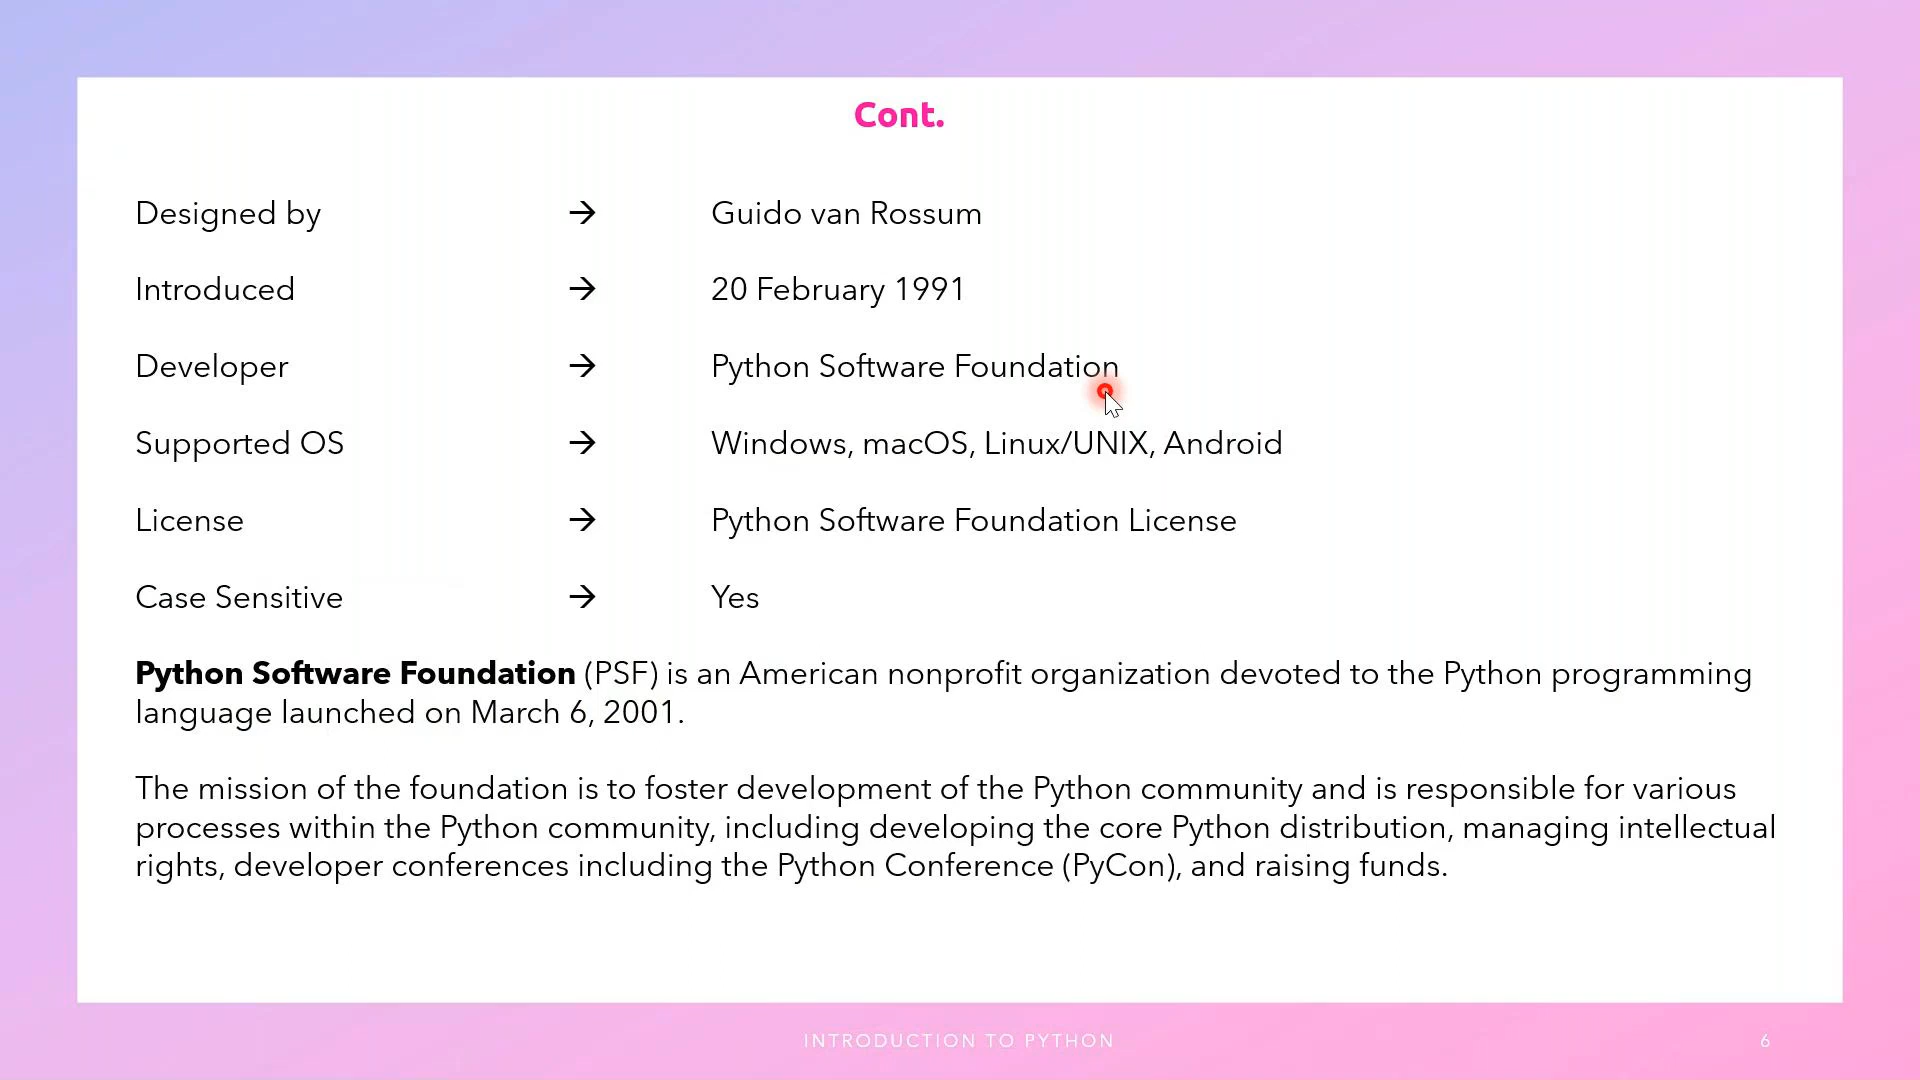 Cont.
Designed by → Guido van Rossum
Introduced → 20 February 1991
Developer → Python Software Foundation
Supported OS → Windows, macOS, Linux/UNIX, Android
License → Python Software Foundation License
Case Sensitive → Yes
Python Software Foundation (PSF) is an American nonprofit organization devoted to the Python programming
language launched on March 6, 2001.
The mission of the foundation is to foster development of the Python community and is responsible for various
processes within the Python community, including developing the core Python distribution, managing intellectual
rights, developer conferences including the Python Conference (PyCon), and raising funds.
INTRODUCTION TO PYTHON 6